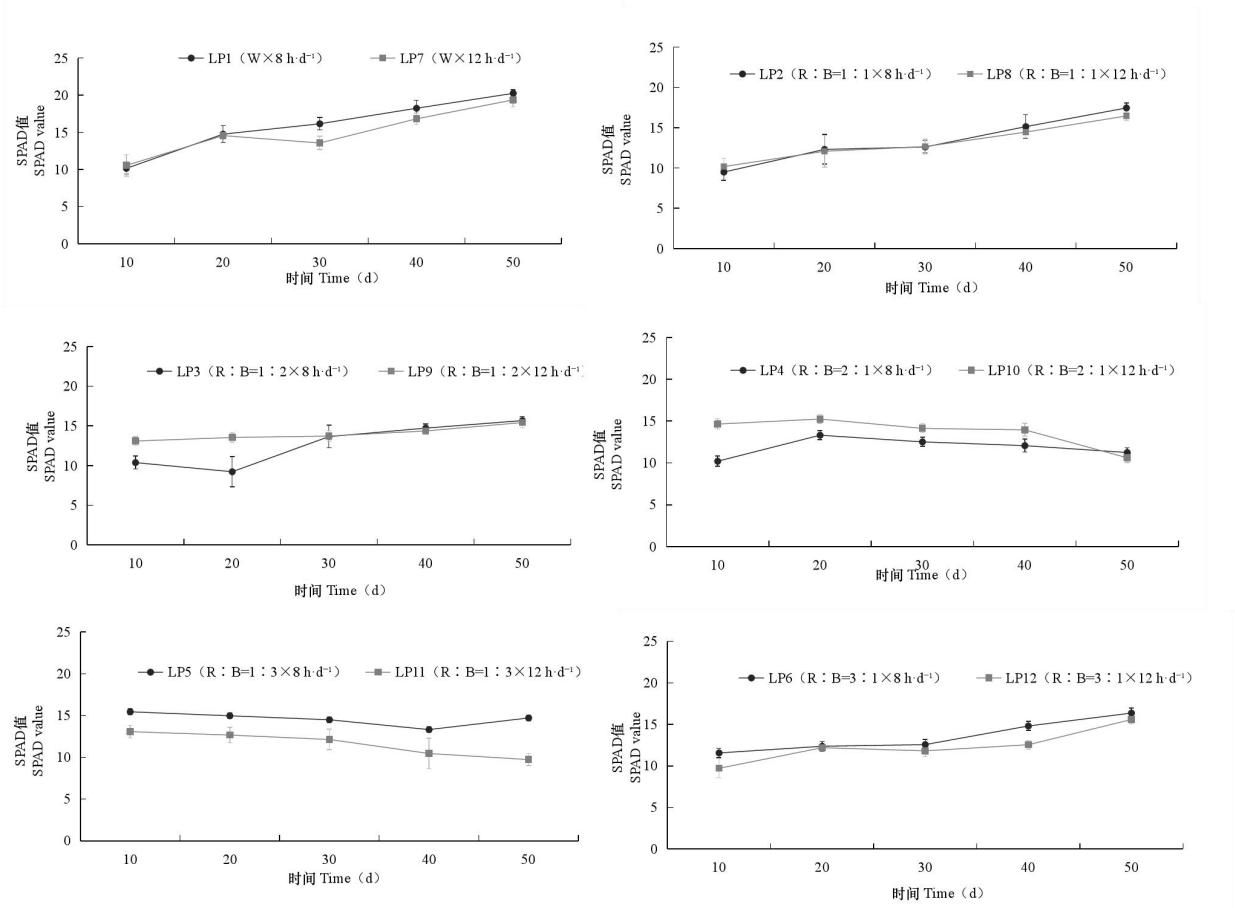 LP1（W×8 h·d⁻¹） LP7（W×12 h·d⁻¹）
SPAD值
SPAD value
25
20
15
10
5
0
10 20 30 40 50
时间 Time（d）
LP2（R∶B=1∶1×8 h·d⁻¹） LP8（R∶B=1∶1×12 h·d⁻¹）
SPAD值
SPAD value
25
20
15
10
5
0
10 20 30 40 50
时间 Time（d）
LP3（R∶B=1∶2×8 h·d⁻¹） LP9（R∶B=1∶2×12 h·d⁻¹
SPAD值
SPAD value
25
20
15
10
5
0
10 20 30 40 50
时间 Time（d）
LP4（R∶B=2∶1×8 h·d⁻¹） LP10（R∶B=2∶1×12 h·d⁻¹）
SPAD值
SPAD value
25
20
15
10
5
0
10 20 30 40 50
时间 Time（d）
LP5（R∶B=1∶3×8 h·d⁻¹） LP11（R∶B=1∶3×12 h·d⁻¹）
SPAD值
SPAD value
25
20
15
10
5
0
10 20 30 40 50
时间 Time（d）
LP6（R∶B=3∶1×8 h·d⁻¹） LP12（R∶B=3∶1×12 h·d⁻¹）
SPAD值
SPAD value
25
20
15
10
5
0
10 20 30 40 50
时间 Time（d）